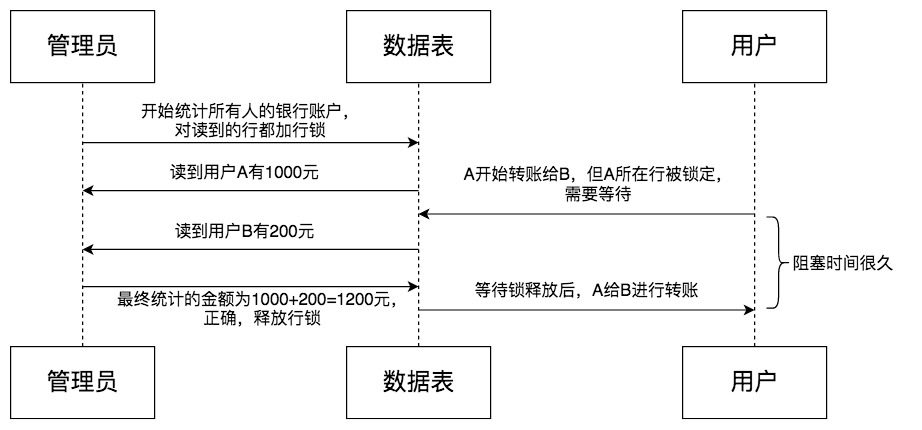 管理员
数据表
用户
开始统计所有人的银行账户，
对读到的行都加行锁
读到用户A有1000元
A开始转账给B，但A所在行被锁定，
需要等待
读到用户B有200元
阻塞时间很久
最终统计的金额为1000+200=1200元，
正确，释放行锁
等待锁释放后，A给B进行转账
管理员
数据表
用户